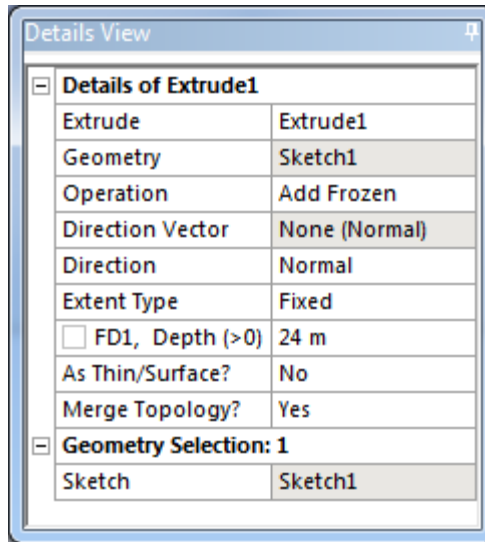 Details View
Details of Extrude1
Extrude Extrude1
Geometry Sketch1
Operation Add Frozen
Direction Vector None (Normal)
Direction Normal
Extent Type Fixed
FD1, Depth (>0) 24 m
As Thin/Surface? No
Merge Topology? Yes
Geometry Selection: 1
Sketch Sketch1